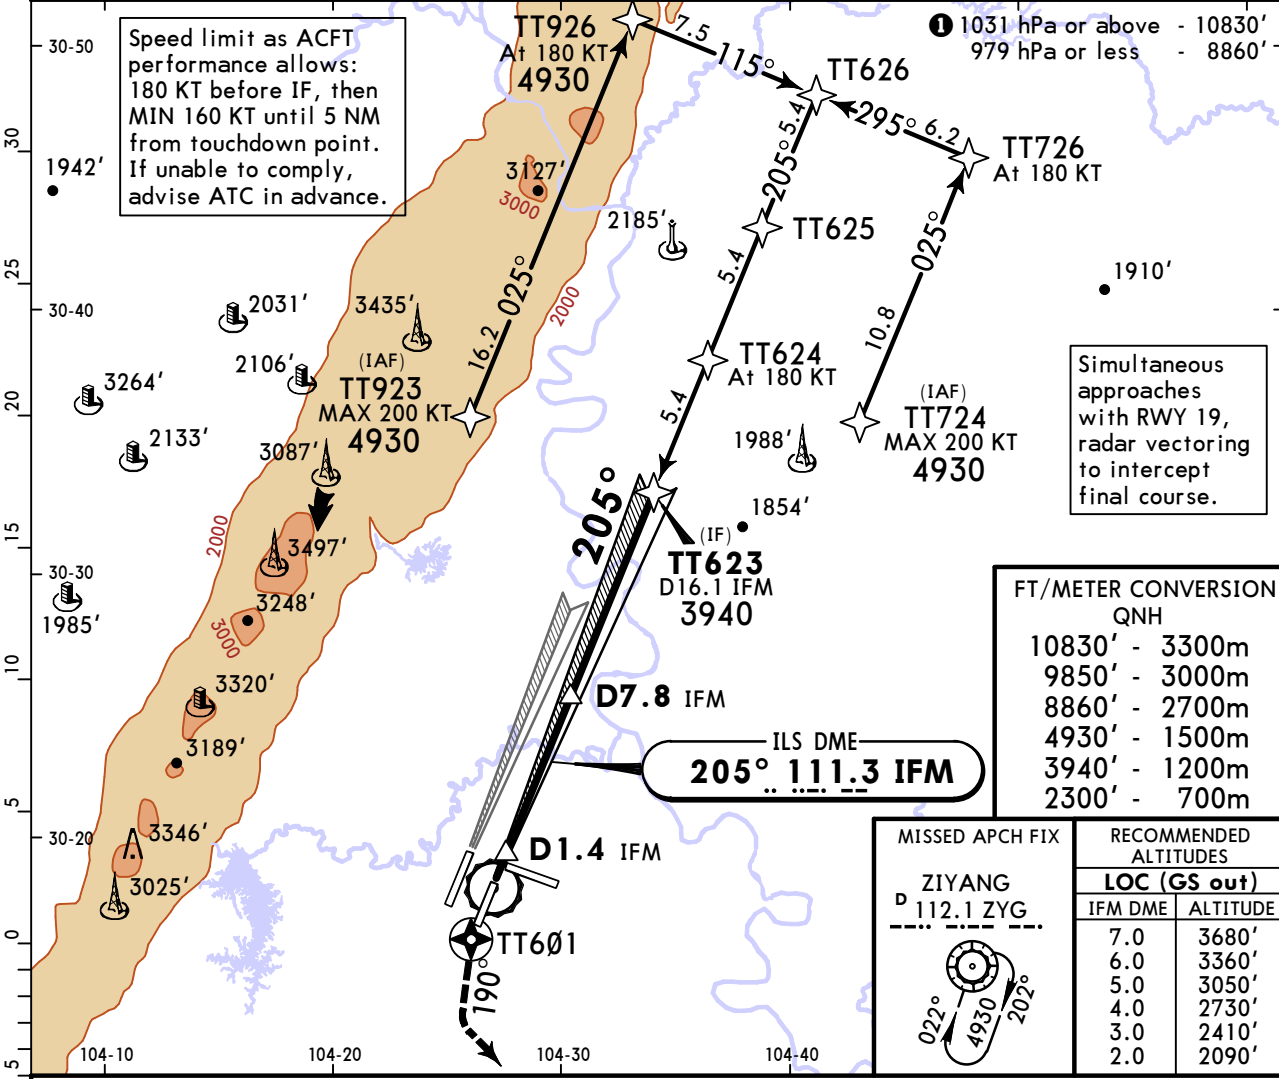 30-50
Speed limit as ACFT
performance allows:
180 KT before IF, then
MIN 160 KT until 5 NM
from touchdown point.
If unable to comply,
advise ATC in advance.
TT926
At 180 KT
4930
7.5
115°
TT626
1 1031 hPa or above - 10830'
979 hPa or less - 8860'
295° 6.2
TT726
At 180 KT
5.4
205°
30
1942'
3127'
3000
2185'
TT625
025°
1910'
25
30-40
2031'
3435'
2000
025°
16.2
5.4
10.8
2106'
(IAF)
TT923
MAX 200 KT
4930
TT624
At 180 KT
3264'
2133'
20
5.4
(IAF)
TT724
MAX 200 KT
4930
Simultaneous
approaches
with RWY 19,
radar vectoring
to intercept
final course.
3087'
1988'
1854'
205°
2000
3497'
15
30-30
(IF)
TT623
D16.1 IFM
3940
1985'
3248'
3000
FT/METER CONVERSION
QNH
10830' - 3300m
9850' - 3000m
8860' - 2700m
4930' - 1500m
3940' - 1200m
2300' - 700m
10
3320'
D7.8 IFM
3189'
ILS DME
205° 111.3 IFM
5
30-20
3346'
3025'
D1.4 IFM
MISSED APCH FIX
ZIYANG
D 112.1 ZYG
022°
4930
202°
RECOMMENDED
ALTITUDES
LOC (GS out)
IFM DME ALTITUDE
7.0 3680'
6.0 3360'
5.0 3050'
4.0 2730'
3.0 2410'
2.0 2090'
0
TT6Ø1
190°
5
104-10
104-20
104-30
104-40